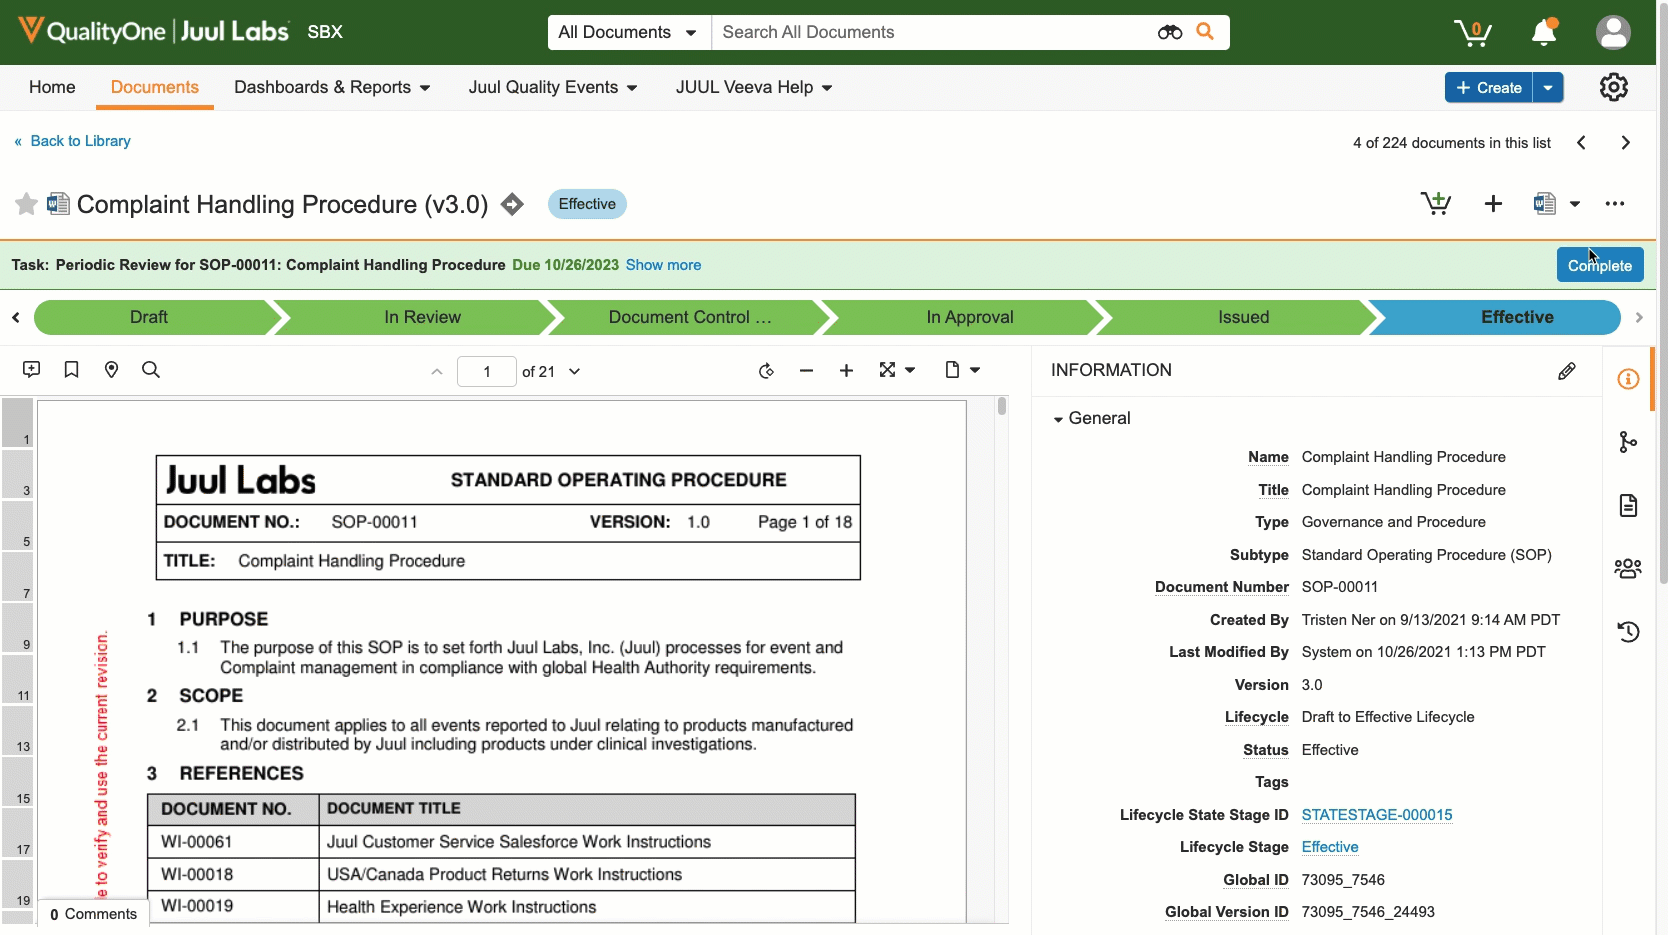 QualityOne | Juul Labs SBX
All Documents
Search All Documents
0
Home
Documents
Dashboards & Reports
Juul Quality Events
JUUL Veeva Help
+ Create
« Back to Library
4 of 224 documents in this list
Complaint Handling Procedure (v3.0)
Effective
Task: Periodic Review for SOP-00011: Complaint Handling Procedure Due 10/26/2023 Show more
Complete
Draft
In Review
Document Control ...
In Approval
Issued
Effective
1 of 21
INFORMATION
General
Name Complaint Handling Procedure
Title Complaint Handling Procedure
Type Governance and Procedure
Subtype Standard Operating Procedure (SOP)
Document Number SOP-00011
Created By Tristen Ner on 9/13/2021 9:14 AM PDT
Last Modified By System on 10/26/2021 1:13 PM PDT
Version 3.0
Lifecycle Draft to Effective Lifecycle
Status Effective
Tags
Lifecycle State Stage ID STATESTAGE-000015
Lifecycle Stage Effective
Global ID 73095_7546
Global Version ID 73095_7546_24493
1
3
5
7
9
11
13
15
17
19
Juul Labs STANDARD OPERATING PROCEDURE
DOCUMENT NO.: SOP-00011 VERSION: 1.0 Page 1 of 18
TITLE: Complaint Handling Procedure
1 PURPOSE
1.1 The purpose of this SOP is to set forth Juul Labs, Inc. (Juul) processes for event and
Complaint management in compliance with global Health Authority requirements.
2 SCOPE
2.1 This document applies to all events reported to Juul relating to products manufactured
and/or distributed by Juul including products under clinical investigations.
3 REFERENCES
DOCUMENT NO. DOCUMENT TITLE
WI-00061 Juul Customer Service Salesforce Work Instructions
WI-00018 USA/Canada Product Returns Work Instructions
WI-00019 Health Experience Work Instructions
e to verify and use the current revision.
0 Comments